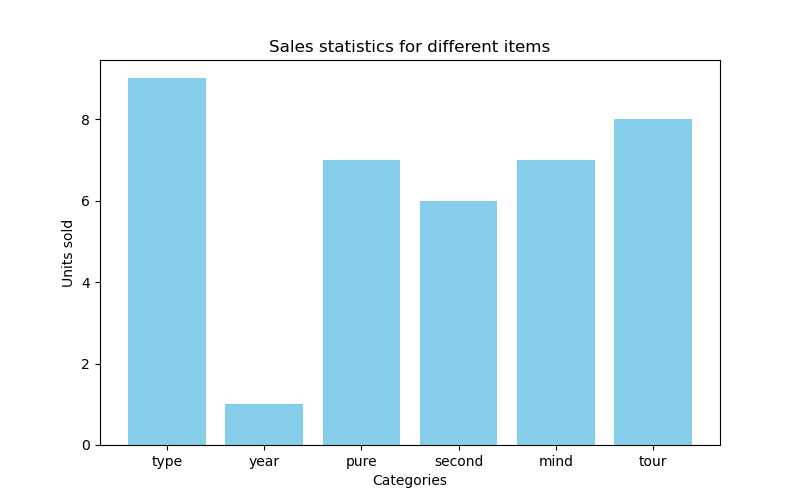 Sales statistics for different items
Units sold
8
6
4
2
0
type year pure second mind tour
Categories